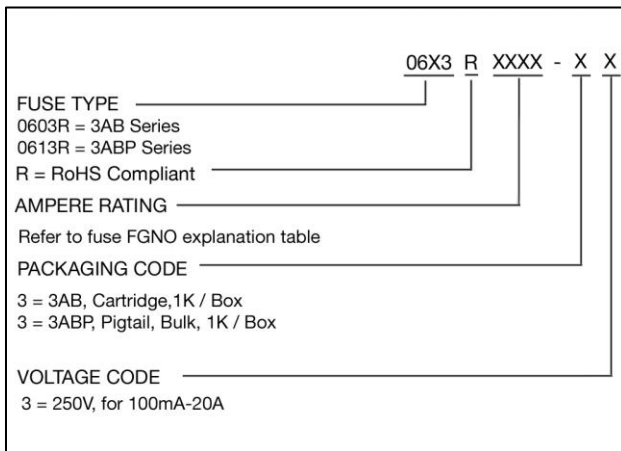 06X3 R XXXX - X X
FUSE TYPE
0603R = 3AB Series
0613R = 3ABP Series
R = RoHS Compliant
AMPERE RATING
Refer to fuse FGNO explanation table
PACKAGING CODE
3 = 3AB, Cartridge,1K / Box
3 = 3ABP, Pigtail, Bulk, 1K / Box
VOLTAGE CODE
3 = 250V, for 100mA-20A